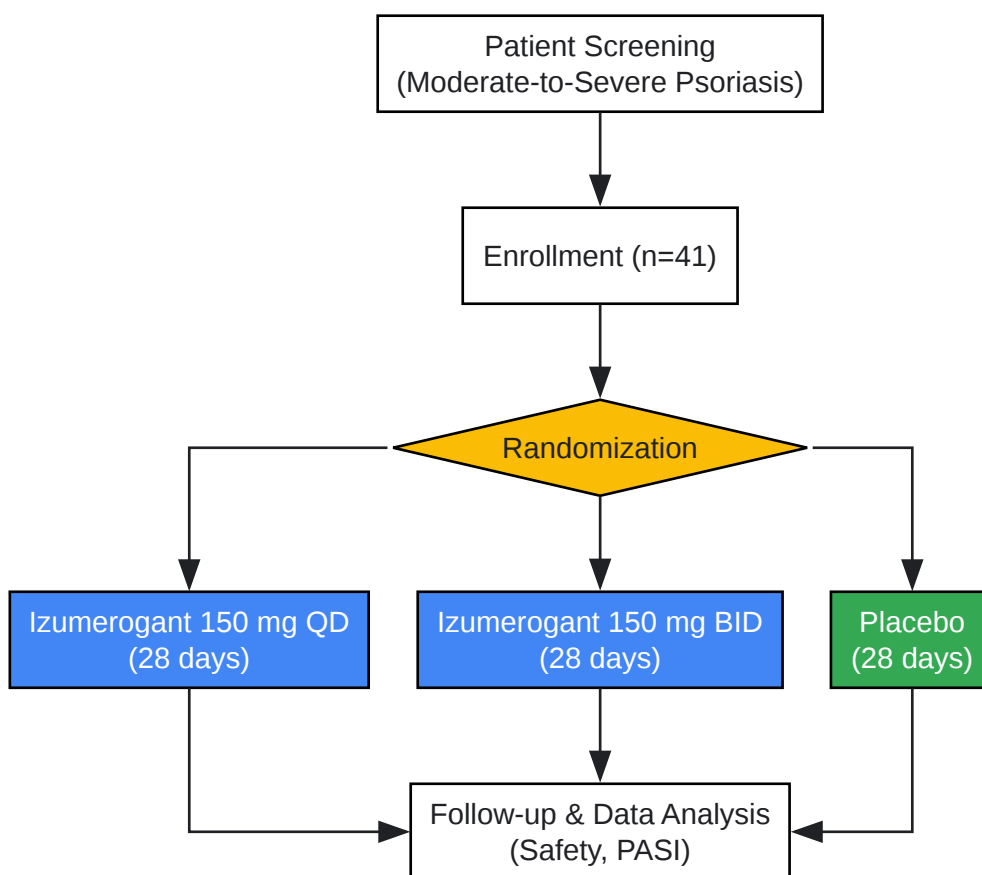 Patient Screening
(Moderate-to-Severe Psoriasis)
Enrollment (n=41)
Randomization
Izumerogant 150 mg QD
(28 days)
Izumerogant 150 mg BID
(28 days)
Placebo
(28 days)
Follow-up & Data Analysis
(Safety, PASI)